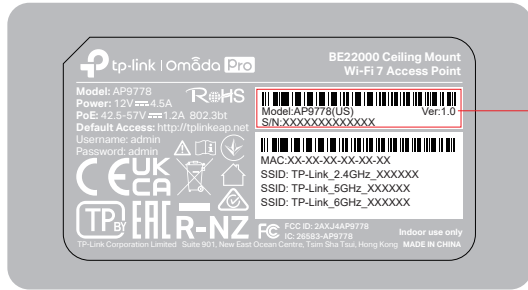 tp-link | Omāda Pro
BE22000 Ceiling Mount
Wi-Fi 7 Access Point
Model: AP9778
Power: 12V⎓4.5A
PoE: 42.5-57V⎓1.2A 802.3bt
Default Access: http://tplinkeap.net
Username: admin
Password: admin
RoHS
Model:AP9778(US) Ver:1.0
S/N:XXXXXXXXXXXXX
MAC:XX-XX-XX-XX-XX-XX
SSID: TP-Link_2.4GHz_XXXXXX
SSID: TP-Link_5GHz_XXXXXX
SSID: TP-Link_6GHz_XXXXXX
CE UK CA
TP BY EAC R-NZ FC
FCC ID: 2AXJ4AP9778
IC: 26583-AP9778
Indoor use only
TP-Link Corporation Limited Suite 901, New East Ocean Centre, Tsim Sha Tsui, Hong Kong MADE IN CHINA